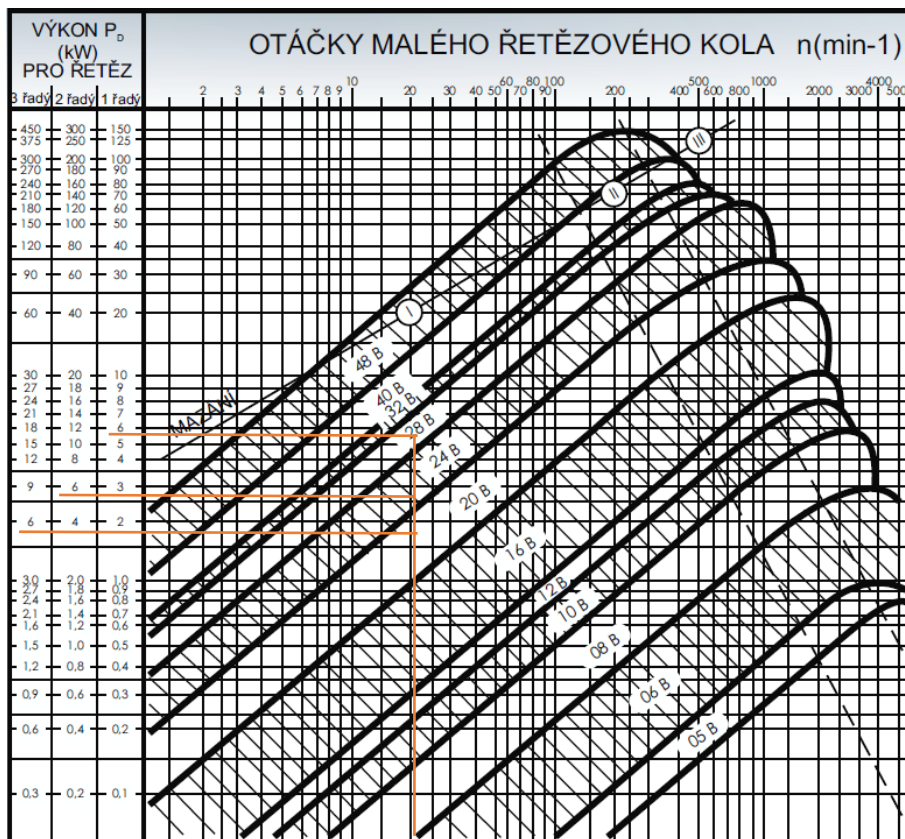 VÝKON P_D
(kW)
PRO ŘETĚZ
OTÁČKY MALÉHO ŘETĚZOVÉHO KOLA n(min-1)
3 řadý 2 řadý 1 řadý
2 3 4 5 6 7 8 9 10 20 30 40 50 60 70 80 90 100 200 400 500 600 800 1000 2000 3000 4000
450 300 150
375 250 125
300 200 100
270 180 90
240 160 80
210 140 70
180 120 60
150 100 50
120 80 40
90 60 30
60 40 20
30 20 10
27 18 9
24 16 8
21 14 7
18 12 6
15 10 5
12 8 4
9 6 3
6 4 2
3.0 2.0 1.0
2.7 1.8 0.9
2.4 1.6 0.8
2.1 1.4 0.7
1.6 1.2 0.6
1.5 1.0 0.5
1.2 0.8 0.4
0.9 0.6 0.3
0.6 0,4 0.2
0,3 0,2 0,1
III
II
I
MAZÁNÍ
48 B
40 B
32 B
28 B
24 B
20 B
16 B
12 B
10 B
08 B
06 B
05 B